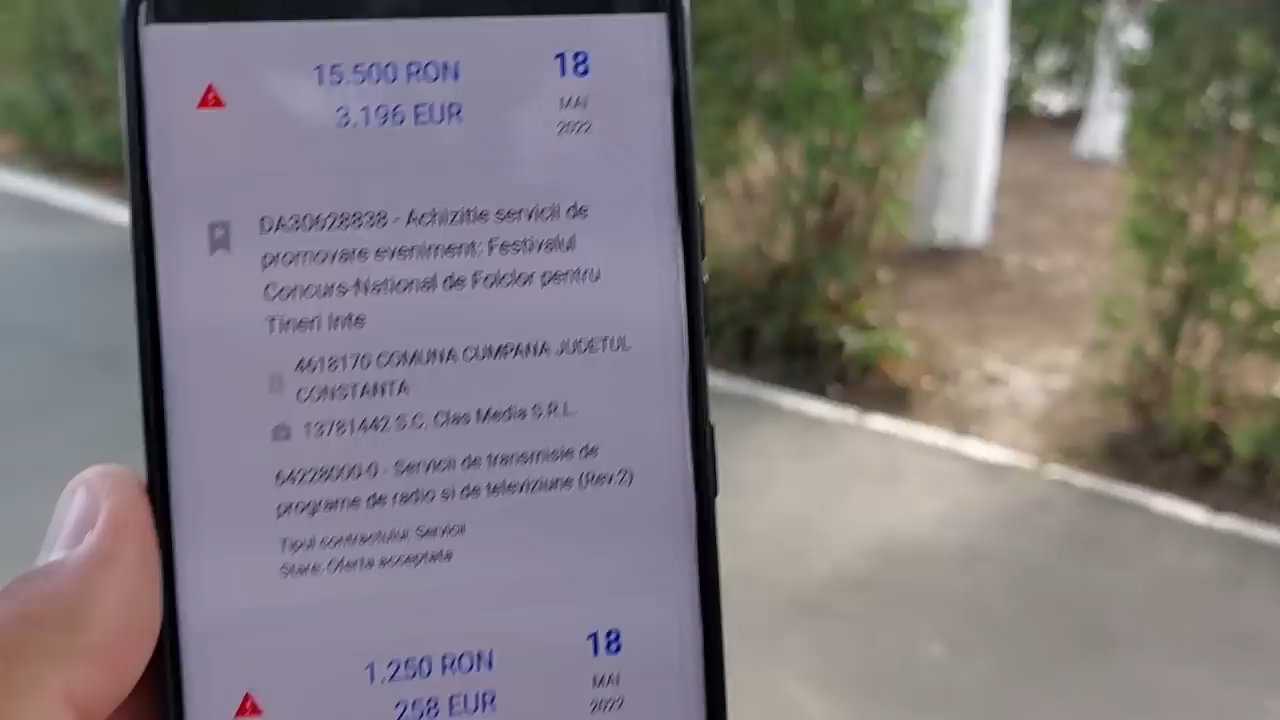 15.500 RON
3.196 EUR
18
MAI
2022
DA30628838 - Achizitie servicii de
promovare eveniment: Festivalul
Concurs-National de Folclor pentru
Tineri Inte
4618170 COMUNA CUMPANA JUDETUL
CONSTANTA
13781442 S.C. Clas Media S.R.L.
64228000-0 - Servicii de transmisie de
programe de radio si de televiziune (Rev.2)
Tipul contractului: Servicii
Stare: Oferta acceptata
1.250 RON
258 EUR
18
MAI
2022